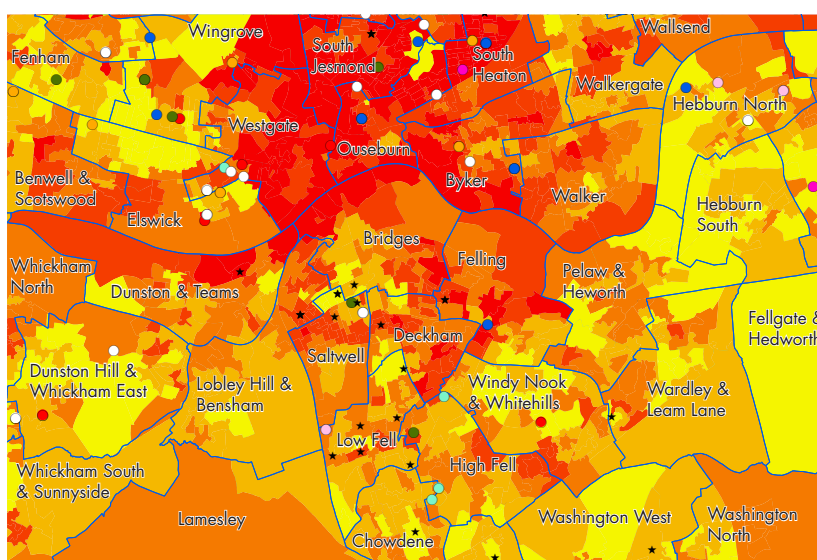 Wingrove
South
Jesmond
Wallsend
Fenham
South
Heaton
Walkergate
Hebburn North
Westgate
Ouseburn
Byker
Benwell &
Scotswood
Elswick
Walker
Hebburn
South
Bridges
Felling
Whickham
North
Dunston & Teams
Pelaw &
Heworth
Fellgate &
Hedworth
Deckham
Saltwell
Dunston Hill &
Whickham East
Lobley Hill &
Bensham
Windy Nook
& Whitehills
Wardley &
Leam Lane
Low Fell
High Fell
Whickham South
& Sunnyside
Lamesley
Chowdene
Washington West
Washington
North